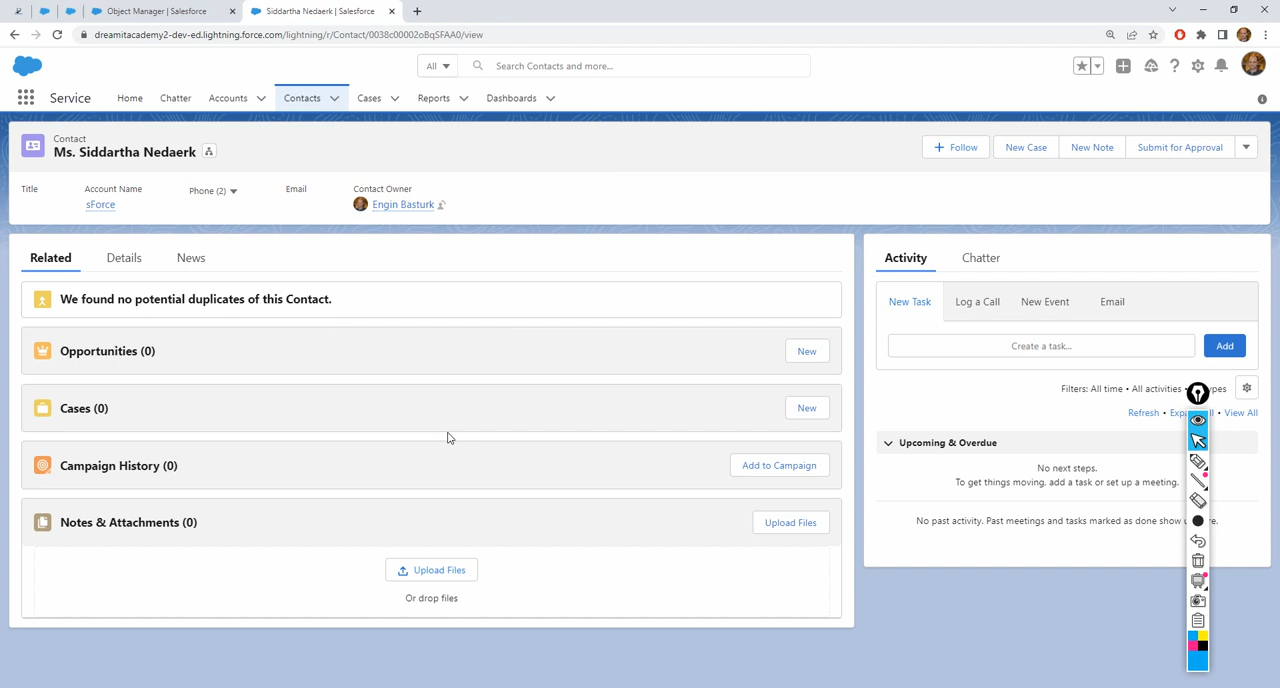 Object Manager | Salesforce
Siddartha Nedaerk | Salesforce
dreamitacademy2-dev-ed.lightning.force.com/lightning/r/Contact/0038c00002oBqSFAA0/view
All
Search Contacts and more...
Service
Home
Chatter
Accounts
Contacts
Cases
Reports
Dashboards
Contact
Ms. Siddartha Nedaerk
Follow
New Case
New Note
Submit for Approval
Title
Account Name
Phone (2)
Email
Contact Owner
sForce
Engin Basturk
Related
Details
News
We found no potential duplicates of this Contact.
Opportunities (0)
New
Cases (0)
New
Campaign History (0)
Add to Campaign
Notes & Attachments (0)
Upload Files
Upload Files
Or drop files
Activity
Chatter
New Task
Log a Call
New Event
Email
Create a task...
Add
Filters: All time • All activities •
Refresh •
View All
Upcoming & Overdue
No next steps.
To get things moving, add a task or set up a meeting.
No past activity. Past meetings and tasks marked as done show